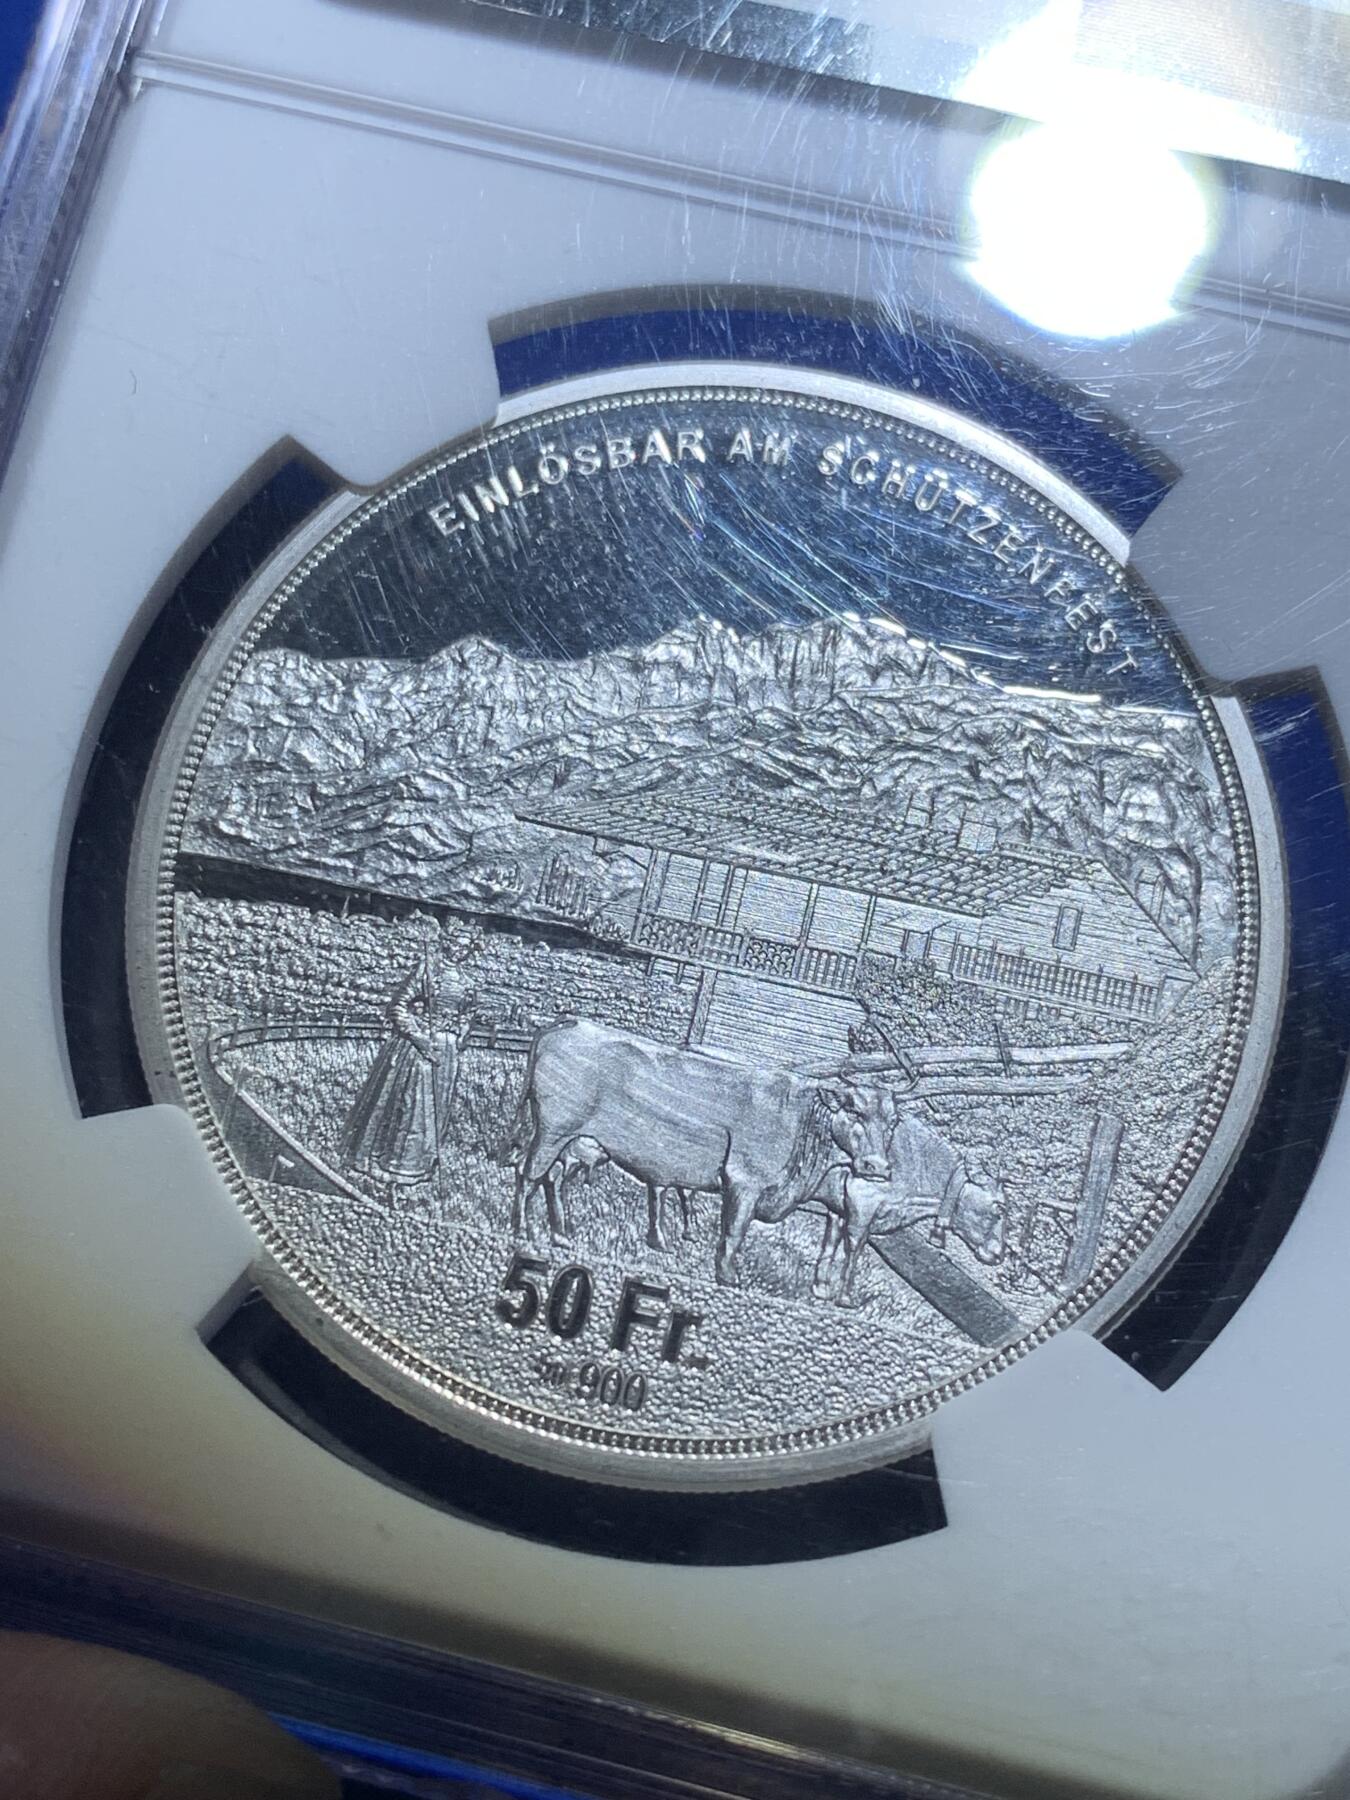 EINLÖSBAR AM SCHÜTZENFEST
50 Fr.
900